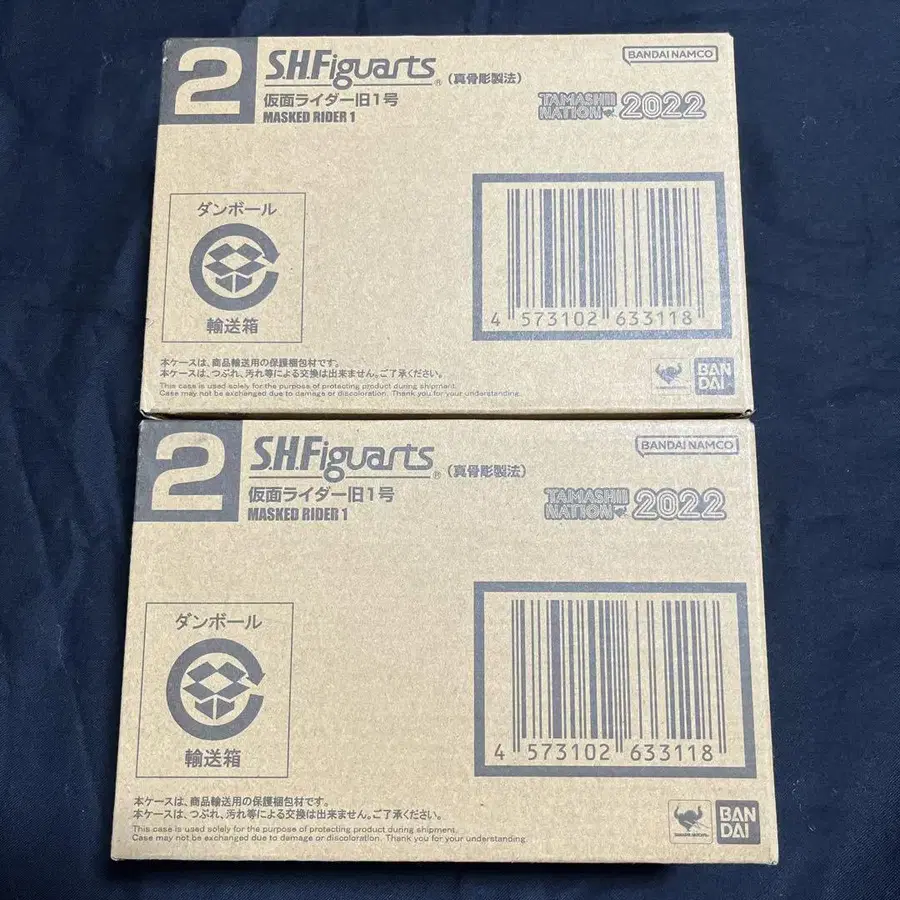 2
S.H.Figuarts® (真骨彫製法)
仮面ライダー旧1号
MASKED RIDER 1
BANDAI NAMCO
TAMASHII NATION 2022
ダンボール
輸送箱
4 573102 633118
本ケースは、商品輸送用の保護梱包材です。
本ケースは、つぶれ、汚れ等による交換は出来ません。ご了承ください。
This case is used solely for the purpose of protecting product during shipment.
Case may not be exchanged due to damage or discoloration. Thank you for your understanding.
BAN
DAI
2
S.H.Figuarts® (真骨彫製法)
仮面ライダー旧1号
MASKED RIDER 1
BANDAI NAMCO
TAMASHII NATION 2022
ダンボール
輸送箱
4 573102 633118
本ケースは、商品輸送用の保護梱包材です。
本ケースは、つぶれ、汚れ等による交換は出来ません。ご了承ください。
This case is used solely for the purpose of protecting product during shipment.
Case may not be exchanged due to damage or discoloration. Thank you for your understanding.
BAN
DAI